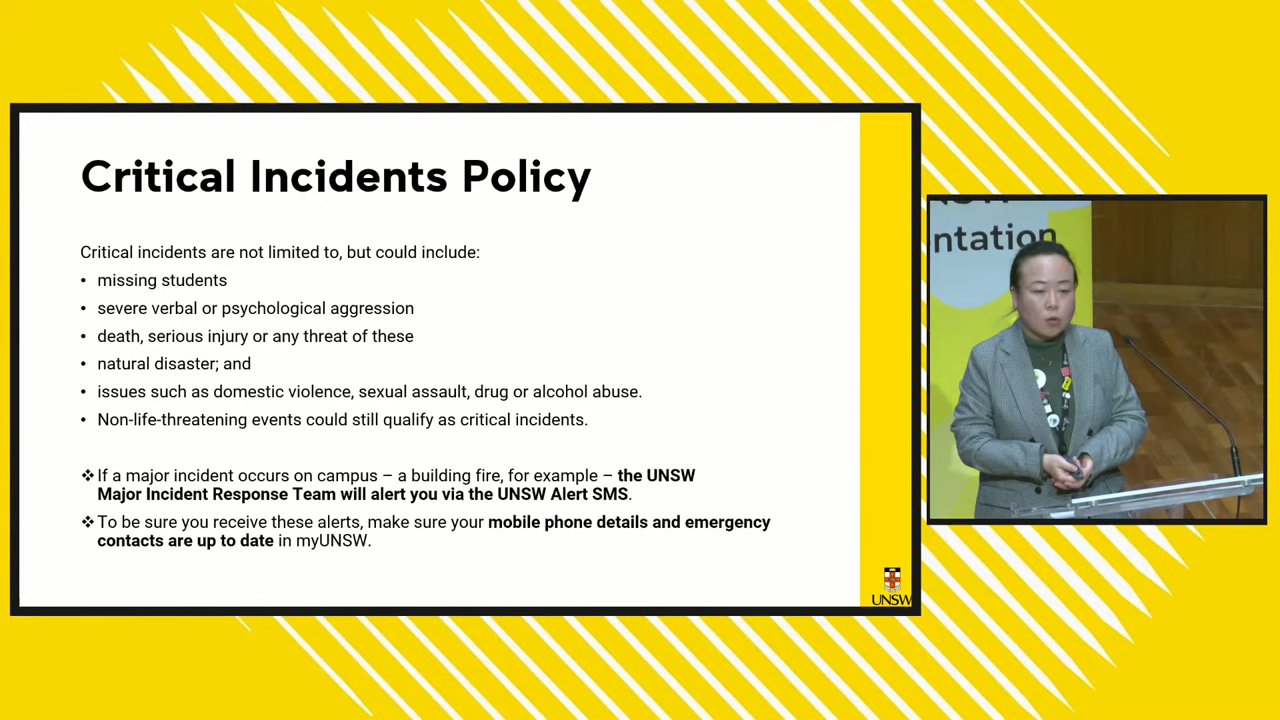 Critical Incidents Policy
Critical incidents are not limited to, but could include:
• missing students
• severe verbal or psychological aggression
• death, serious injury or any threat of these
• natural disaster; and
• issues such as domestic violence, sexual assault, drug or alcohol abuse.
• Non-life-threatening events could still qualify as critical incidents.
❖ If a major incident occurs on campus – a building fire, for example – the UNSW
Major Incident Response Team will alert you via the UNSW Alert SMS.
❖ To be sure you receive these alerts, make sure your mobile phone details and emergency
contacts are up to date in myUNSW.
UNSW
ntation